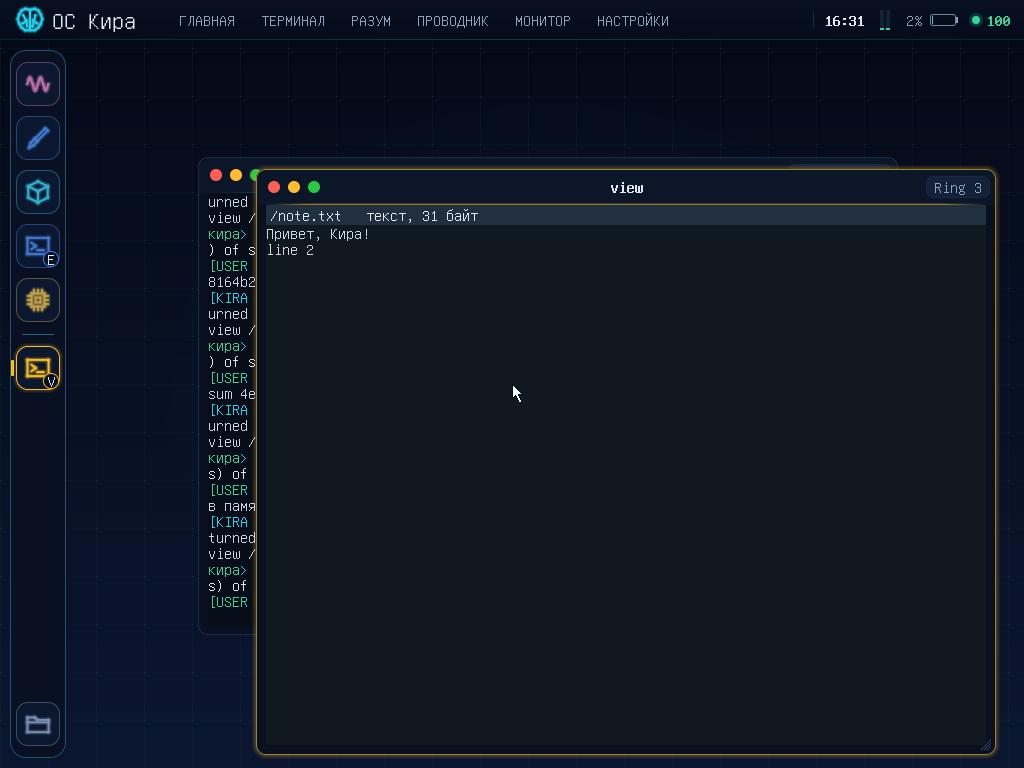 ОС Кира
ГЛАВНАЯ ТЕРМИНАЛ РАЗУМ ПРОВОДНИК МОНИТОР НАСТРОЙКИ
16:31 2% 100
view
Ring 3
/note.txt текст, 31 байт
Привет, Кира!
line 2
urned
view /
кира>
) of s
[USER
8164b2
[KIRA
urned
view /
кира>
) of s
[USER
sum 4e
[KIRA
urned
view /
кира>
s) of
[USER
в памя
[KIRA
turned
view /
кира>
s) of
[USER
E
V